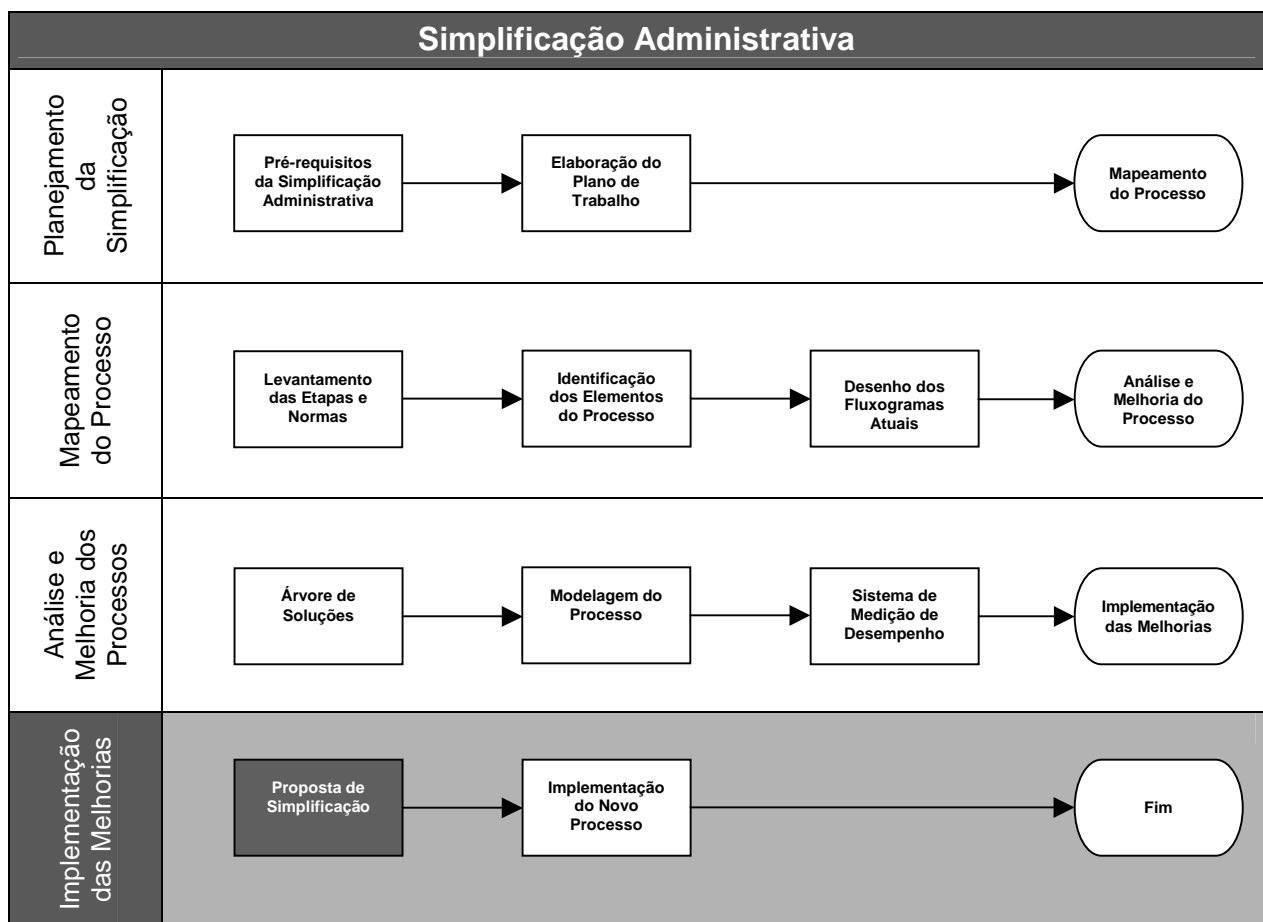 Simplificação Administrativa
Planejamento
da
Simplificação
Pré-requisitos
da Simplificação
Administrativa
Elaboração do
Plano de
Trabalho
Mapeamento
do Processo
Mapeamento
do Processo
Levantamento
das Etapas e
Normas
Identificação
dos Elementos
do Processo
Desenho dos
Fluxogramas
Atuais
Análise e
Melhoria do
Processo
Análise e
Melhoria dos
Processos
Árvore de
Soluções
Modelagem do
Processo
Sistema de
Medição de
Desempenho
Implementação
das Melhorias
Implementação
das Melhorias
Proposta de
Simplificação
Implementação
do Novo
Processo
Fim